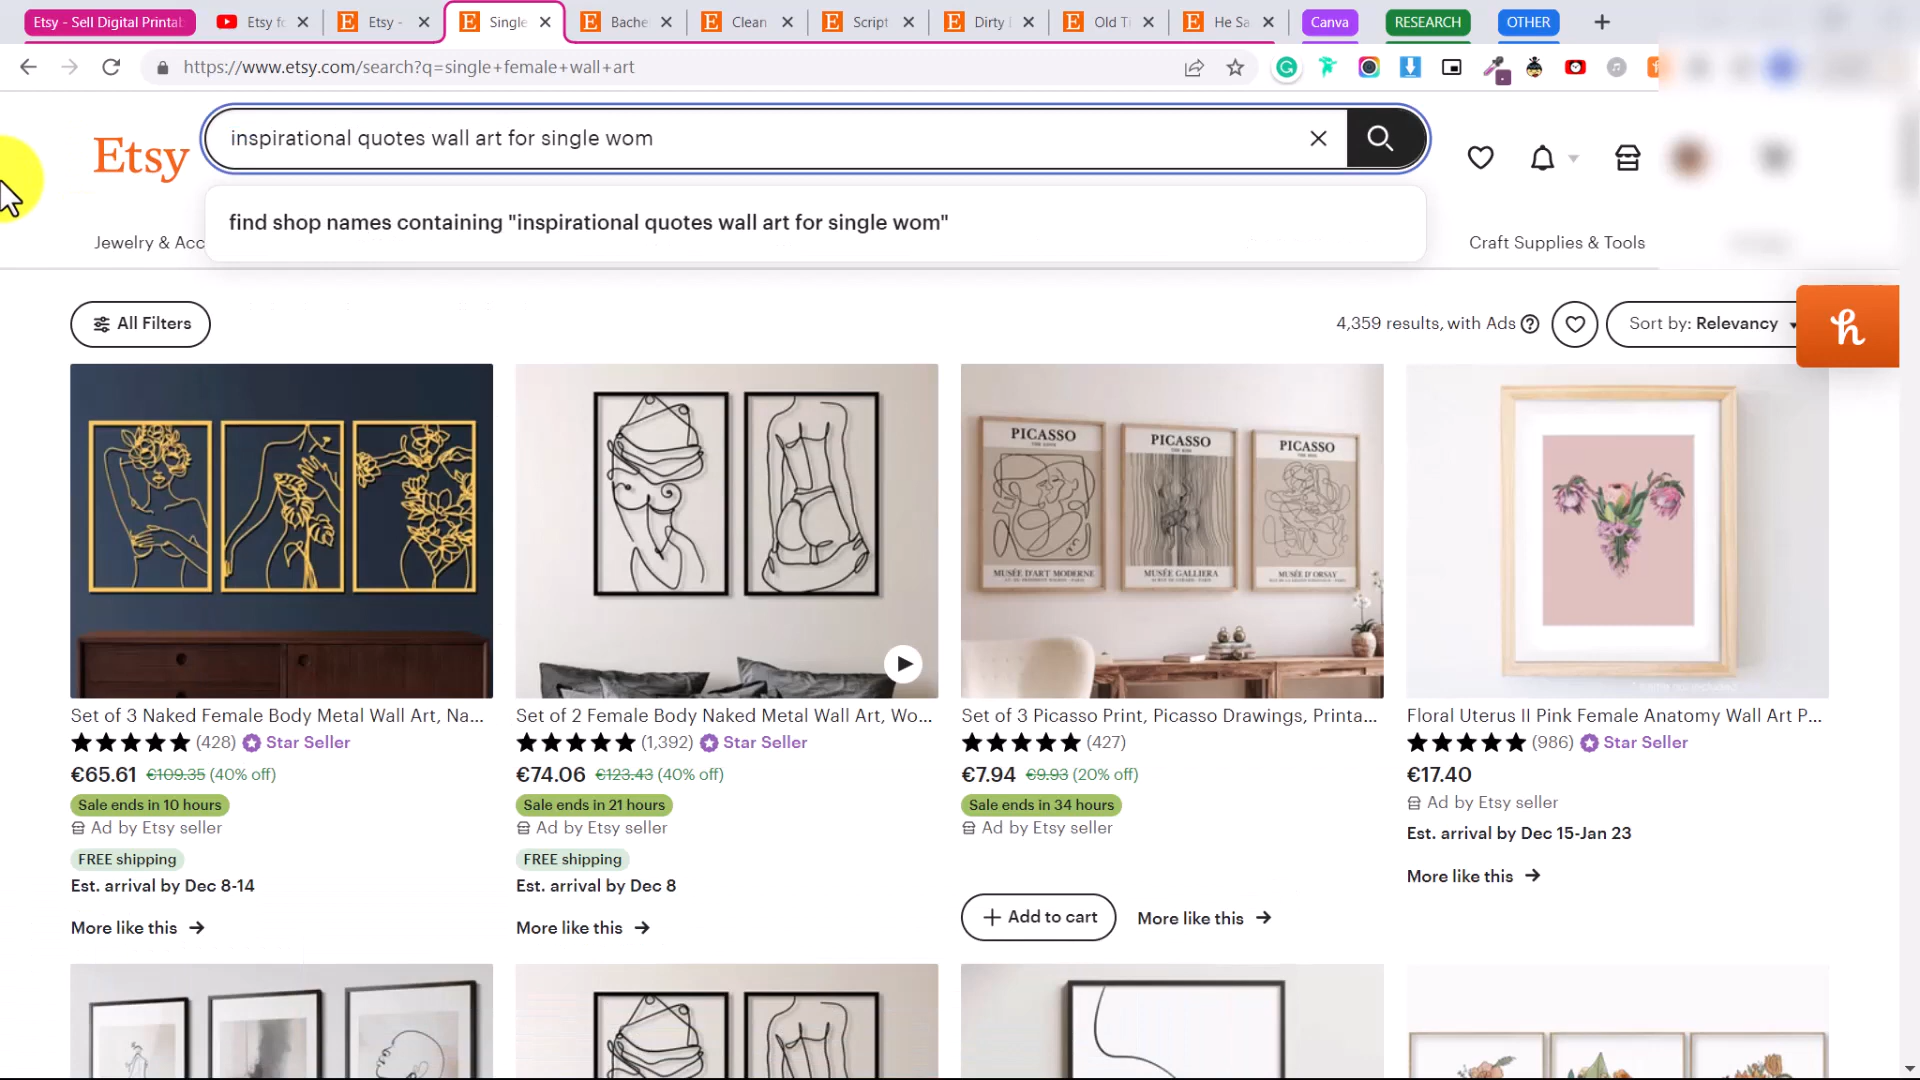 Etsy - Sell Digital Printab
Etsy fo
Etsy -
Single
Bache
Clean
Script
Dirty
Old Ti
He Sa
Canva
RESEARCH
OTHER
https://www.etsy.com/search?q=single+female+wall+art
Etsy
inspirational quotes wall art for single wom
find shop names containing "inspirational quotes wall art for single wom"
Jewelry & Acc
Craft Supplies & Tools
All Filters
4,359 results, with Ads
Sort by: Relevancy
PICASSO
PICASSO
PICASSO
MUSÉE D'ART MODERNE
MUSÉE GALLIERA
MUSÉE D'ORSAY
Set of 3 Naked Female Body Metal Wall Art, Na...
(428) Star Seller
€65.61 €109.35 (40% off)
Sale ends in 10 hours
Ad by Etsy seller
FREE shipping
Est. arrival by Dec 8-14
More like this
Set of 2 Female Body Naked Metal Wall Art, Wo...
(1,392) Star Seller
€74.06 €123.43 (40% off)
Sale ends in 21 hours
Ad by Etsy seller
FREE shipping
Est. arrival by Dec 8
More like this
Set of 3 Picasso Print, Picasso Drawings, Printa...
(427)
€7.94 €9.93 (20% off)
Sale ends in 34 hours
Ad by Etsy seller
Add to cart
More like this
Floral Uterus II Pink Female Anatomy Wall Art P...
(986) Star Seller
€17.40
Ad by Etsy seller
Est. arrival by Dec 15-Jan 23
More like this